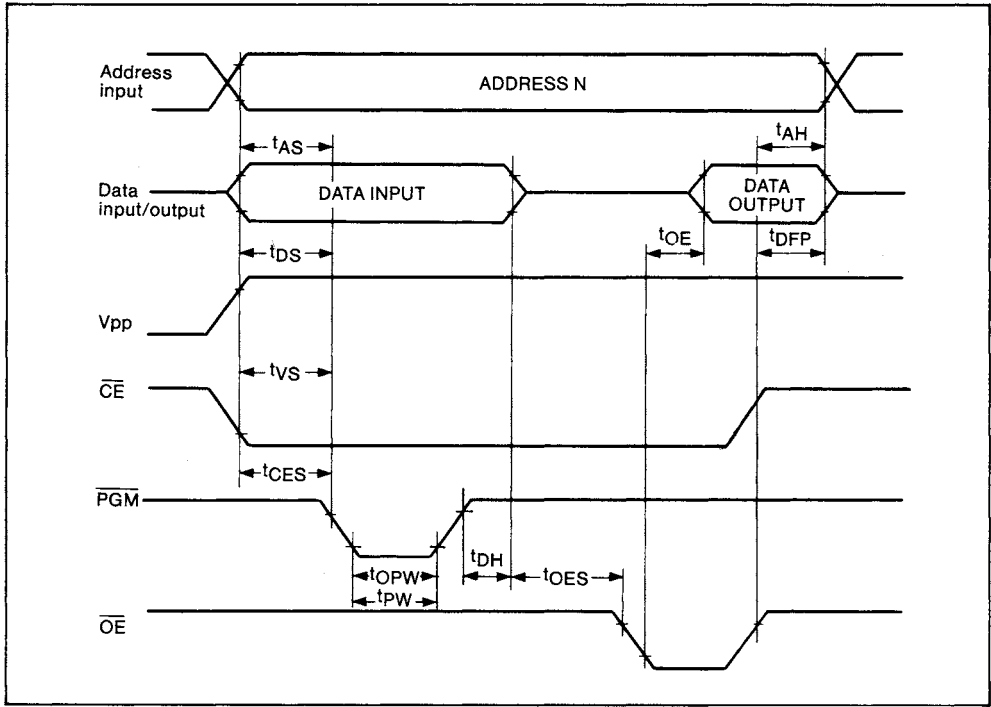 Address
input
ADDRESS N
tAS
tAH
Data
input/output
DATA INPUT
DATA
OUTPUT
tDS
tOE
tDFP
Vpp
tVS
CE
tCES
PGM
tDH
tOES
tOPW
tPW
OE